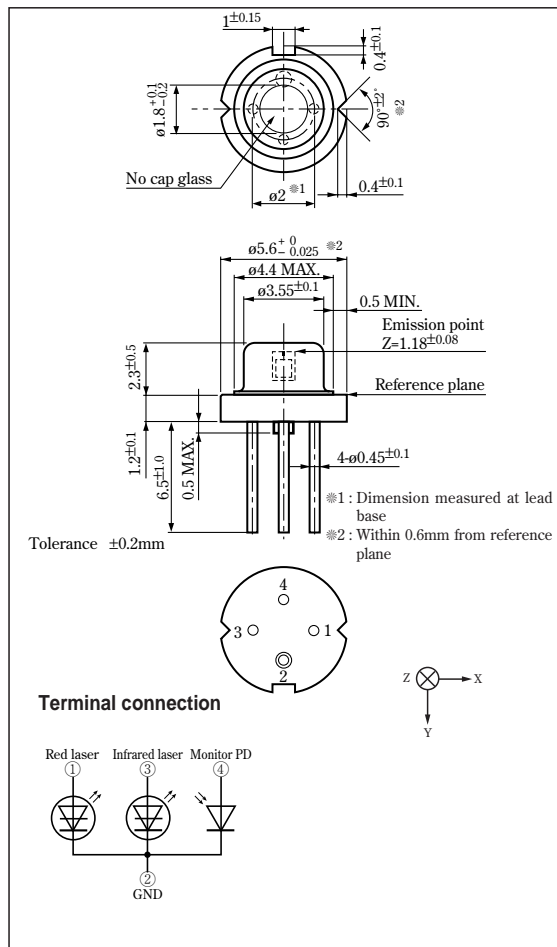 1±0.15
0.4±0.1
ø1.8+0.1−0.2
90°±2°
※2
No cap glass
ø2 ※1
0.4±0.1
ø5.6+0−0.025 ※2
ø4.4 MAX.
ø3.55±0.1
0.5 MIN.
Emission point
Z=1.18±0.08
2.3±0.5
Reference plane
1.2±0.1
6.5±1.0
0.5 MAX.
4-ø0.45±0.1
※1 : Dimension measured at lead
base
※2 : Within 0.6mm from reference
plane
Tolerance ±0.2mm
4
3
1
2
Z
X
Y
Terminal connection
Red laser Infrared laser Monitor PD
① ③ ④
②
GND